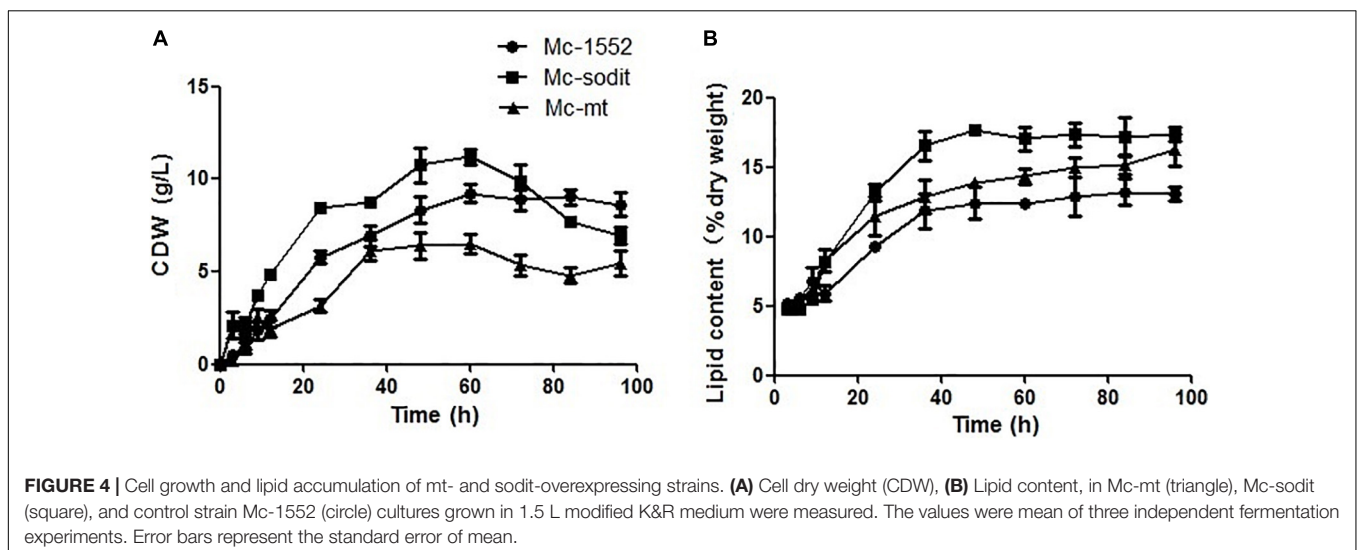 A
Mc-1552
Mc-sodit
Mc-mt
15
10
5
0
CDW (g/L)
0 20 40 60 80 100
Time (h)
B
20
15
10
5
0
Lipid content (%dry weight)
0 20 40 60 80 100
Time (h)
FIGURE 4 | Cell growth and lipid accumulation of mt- and sodit-overexpressing strains. (A) Cell dry weight (CDW), (B) Lipid content, in Mc-mt (triangle), Mc-sodit
(square), and control strain Mc-1552 (circle) cultures grown in 1.5 L modified K&R medium were measured. The values were mean of three independent fermentation
experiments. Error bars represent the standard error of mean.